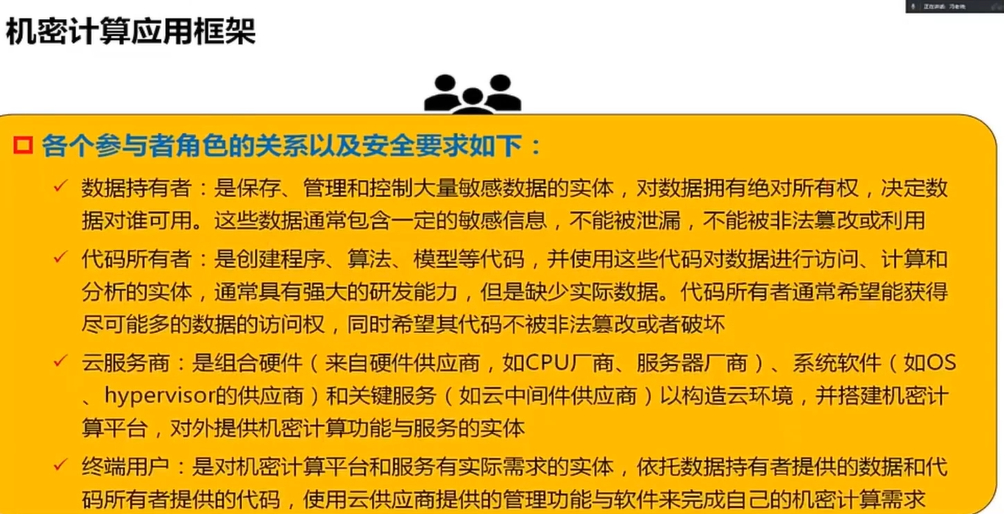 机密计算应用框架
各个参与者角色的关系以及安全要求如下：
数据持有者：是保存、管理和控制大量敏感数据的实体，对数据拥有绝对所有权，决定数
据对谁可用。这些数据通常包含一定的敏感信息，不能被泄漏，不能被非法篡改或利用
代码所有者：是创建程序、算法、模型等代码，并使用这些代码对数据进行访问、计算和
分析的实体，通常具有强大的研发能力，但是缺少实际数据。代码所有者通常希望能获得
尽可能多的数据的访问权，同时希望其代码不被非法篡改或者破坏
云服务商：是组合硬件（来自硬件供应商，如CPU厂商、服务器厂商）、系统软件（如OS
、hypervisor的供应商）和关键服务（如云中间件供应商）以构造云环境，并搭建机密计
算平台，对外提供机密计算功能与服务的实体
终端用户：是对机密计算平台和服务有实际需求的实体，依托数据持有者提供的数据和代
码所有者提供的代码，使用云供应商提供的管理功能与软件来完成自己的机密计算需求